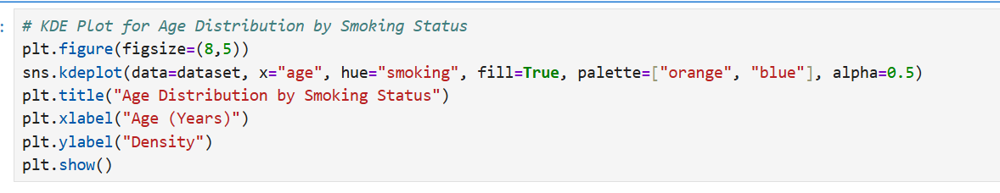 : # KDE Plot for Age Distribution by Smoking Status
plt.figure(figsize=(8,5))
sns.kdeplot(data=dataset, x="age", hue="smoking", fill=True, palette=["orange", "blue"], alpha=0.5)
plt.title("Age Distribution by Smoking Status")
plt.xlabel("Age (Years)")
plt.ylabel("Density")
plt.show()